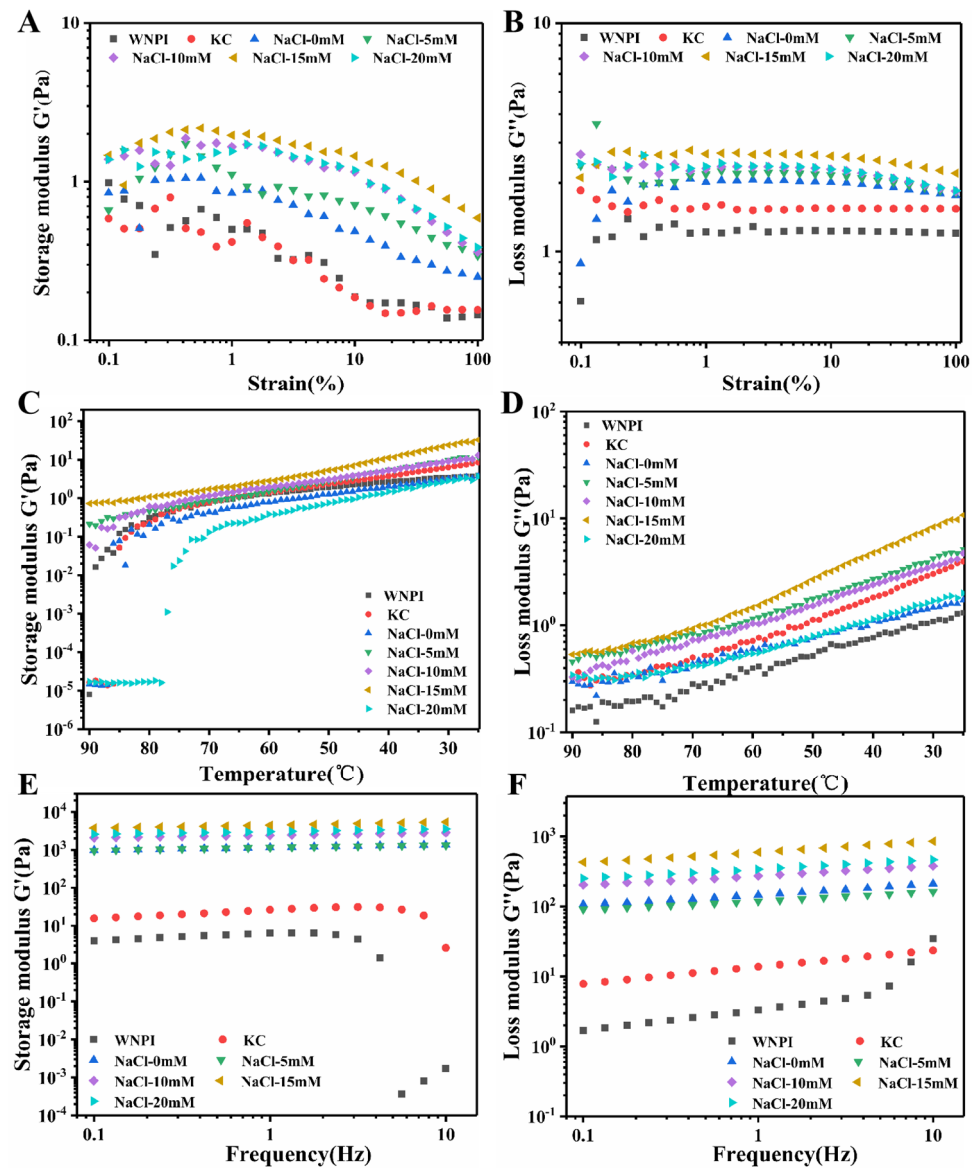 A
WNPI KC NaCl-0mM NaCl-5mM
NaCl-10mM NaCl-15mM NaCl-20mM
Storage modulus G'(Pa)
10
1
0.1
0.1 1 10 100
Strain(%)
B
WNPI KC NaCl-0mM NaCl-5mM
NaCl-10mM NaCl-15mM NaCl-20mM
Loss modulus G''(Pa)
10
1
0.1 1 10 100
Strain(%)
C
Storage modulus G'(Pa)
10²
10¹
10⁰
10⁻¹
10⁻²
10⁻³
10⁻⁴
10⁻⁵
10⁻⁶
WNPI
KC
NaCl-0mM
NaCl-5mM
NaCl-10mM
NaCl-15mM
NaCl-20mM
90 80 70 60 50 40 30
Temperature(℃)
D
Loss modulus G''(Pa)
10²
10¹
10⁰
10⁻¹
WNPI
KC
NaCl-0mM
NaCl-5mM
NaCl-10mM
NaCl-15mM
NaCl-20mM
90 80 70 60 50 40 30
Temperature(℃)
E
Storage modulus G'(Pa)
10⁴
10³
10²
10¹
10⁰
10⁻¹
10⁻²
10⁻³
10⁻⁴
WNPI KC
NaCl-0mM NaCl-5mM
NaCl-10mM NaCl-15mM
NaCl-20mM
0.1 1 10
Frequency(Hz)
F
Loss modulus G''(Pa)
10³
10²
10¹
10⁰
10⁻¹
WNPI KC
NaCl-0mM NaCl-5mM
NaCl-10mM NaCl-15mM
NaCl-20mM
0.1 1 10
Frequency(Hz)